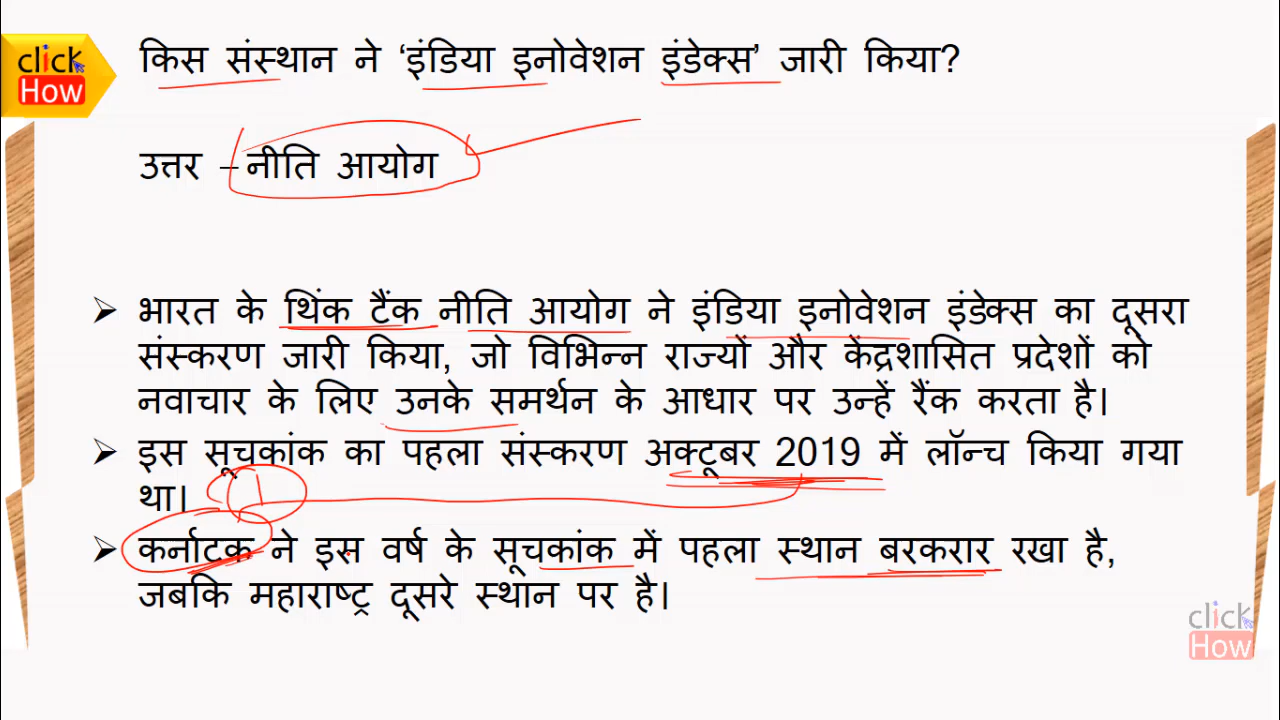 click
How
किस संस्थान ने ‘इंडिया इनोवेशन इंडेक्स’ जारी किया?
उत्तर –नीति आयोग
➢ भारत के थिंक टैंक नीति आयोग ने इंडिया इनोवेशन इंडेक्स का दूसरा
संस्करण जारी किया, जो विभिन्न राज्यों और केंद्रशासित प्रदेशों को
नवाचार के लिए उनके समर्थन के आधार पर उन्हें रैंक करता है।
➢ इस सूचकांक का पहला संस्करण अक्टूबर 2019 में लॉन्च किया गया
था। 1
➢ कर्नाटक ने इस वर्ष के सूचकांक में पहला स्थान बरकरार रखा है,
जबकि महाराष्ट्र दूसरे स्थान पर है।
click
How